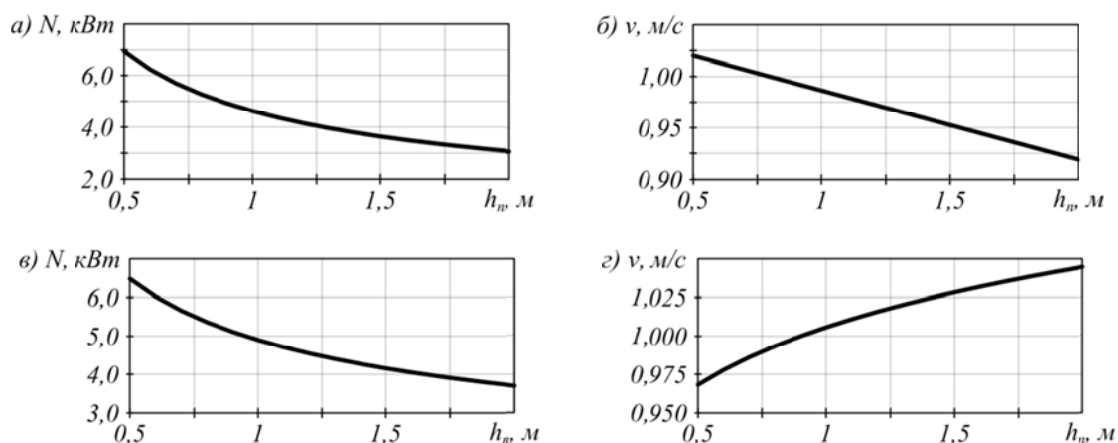 а) N, кВт
6,0
4,0
2,0
0,5 1 1,5 hп, м
б) v, м/с
1,00
0,95
0,90
0,5 1 1,5 hп, м
в) N, кВт
6,0
5,0
4,0
3,0
0,5 1 1,5 hп, м
г) v, м/с
1,025
1,000
0,975
0,950
0,5 1 1,5 hп, м